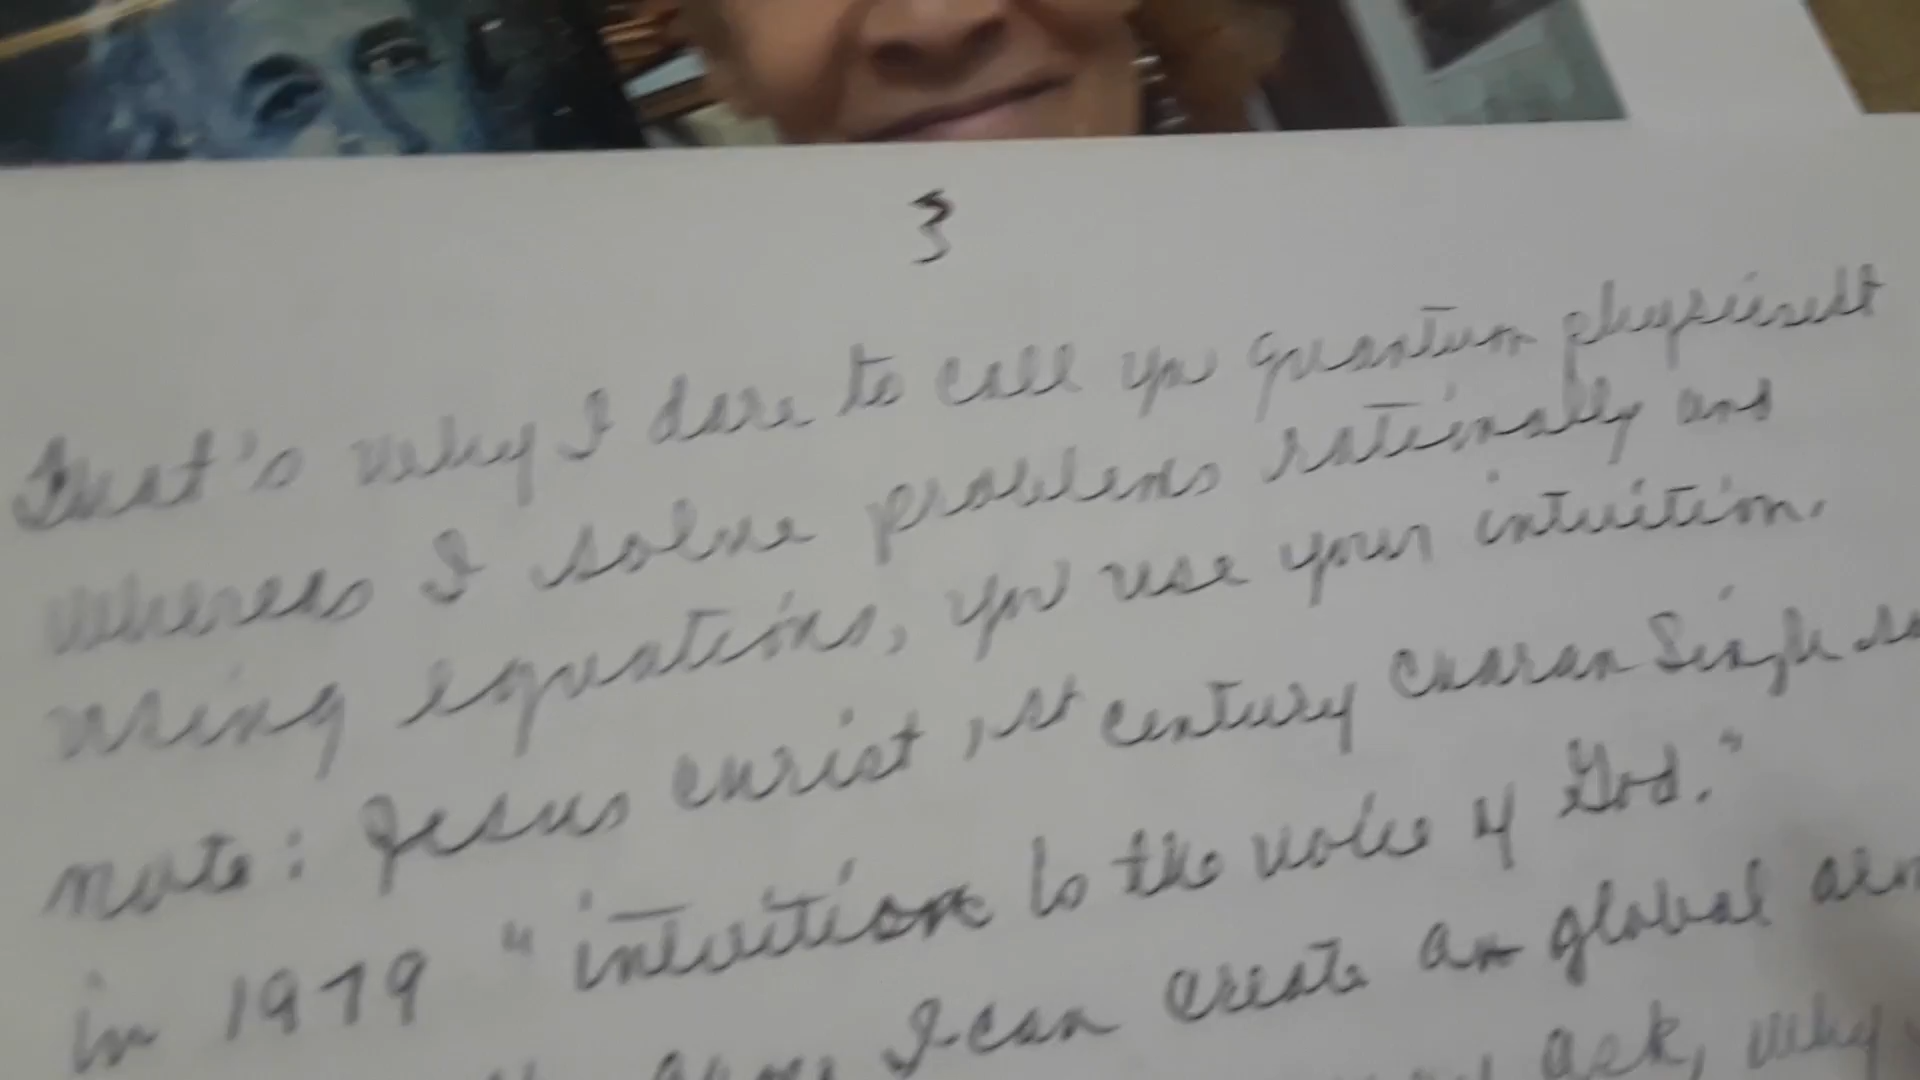 3
that's why I dare to call you quantum physicist
whereas I solve problems rationally and
using equations, you use your intuition.
note: Jesus Christ, 1st century Charan Singh
in 1979 "intuition is the voice of God."
I can create an global
ask, why